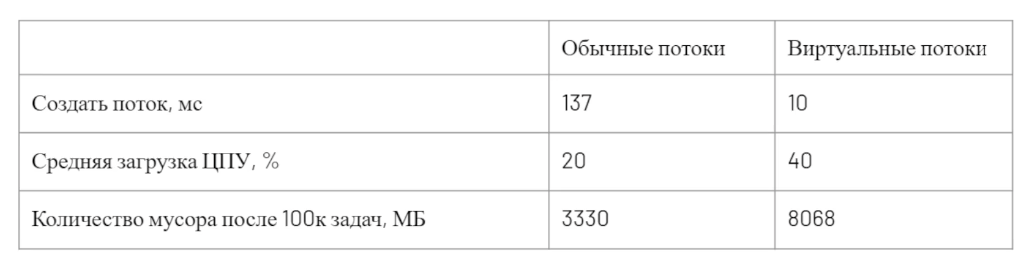 Обычные потоки Виртуальные потоки
Создать поток, мс 137 10
Средняя загрузка ЦПУ, % 20 40
Количество мусора после 100к задач, МБ 3330 8068